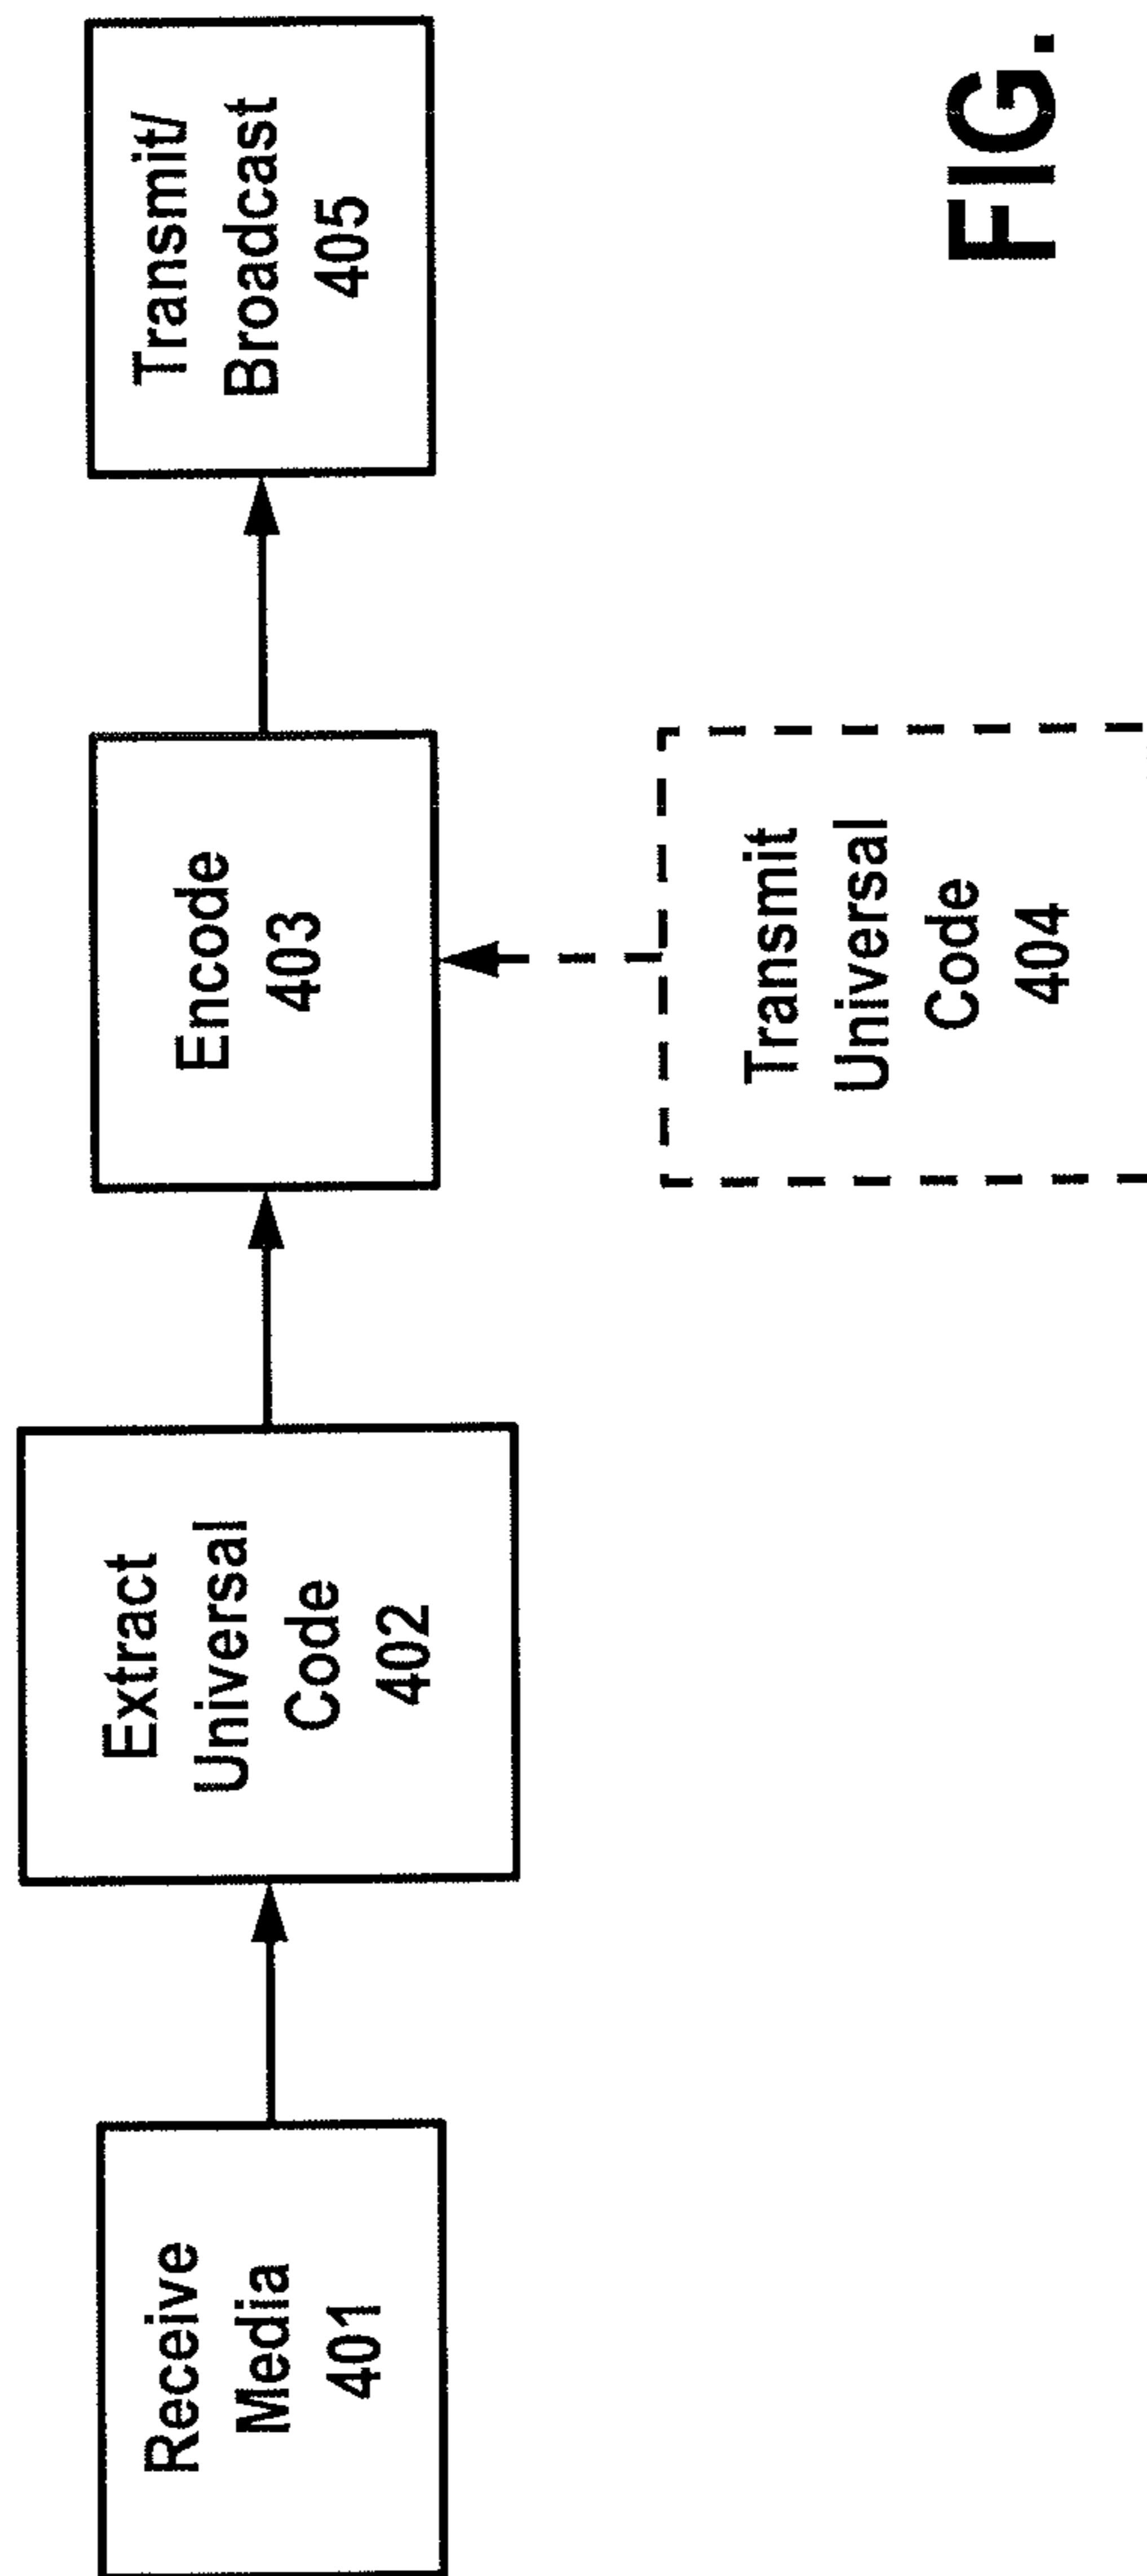 Receive
Media
401
Extract
Universal
Code
402
Encode
403
Transmit
Universal
Code
404
Transmit/
Broadcast
405
FIG.